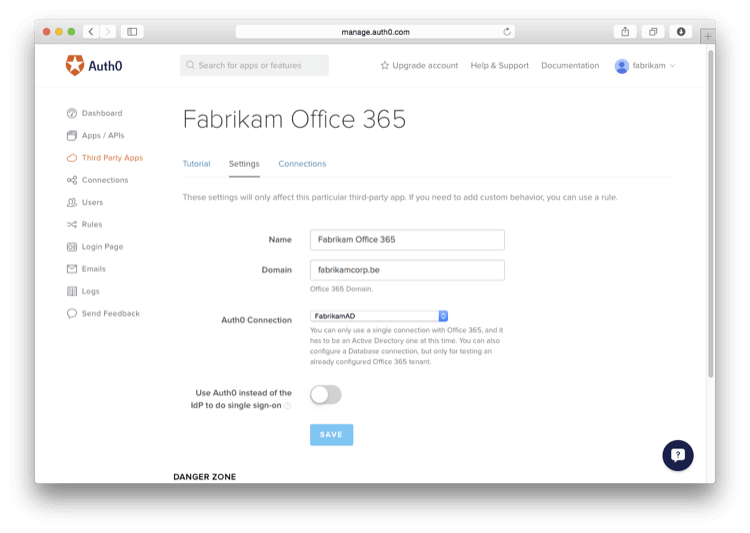 manage.auth0.com
Auth0
Search for apps or features
Upgrade account
Help & Support
Documentation
fabrikam
Dashboard
Apps / APIs
Third Party Apps
Connections
Users
Rules
Login Page
Emails
Logs
Send Feedback
Fabrikam Office 365
Tutorial
Settings
Connections
These settings will only affect this particular third-party app. If you need to add custom behavior, you can use a rule.
Name
Fabrikam Office 365
Domain
fabrikamcorp.be
Office 365 Domain.
Auth0 Connection
FabrikamAD
You can only use a single connection with Office 365, and it
has to be an Active Directory one at this time. You can also
configure a Database connection, but only for testing an
already configured Office 365 tenant.
Use Auth0 instead of the
IdP to do single sign-on
SAVE
DANGER ZONE